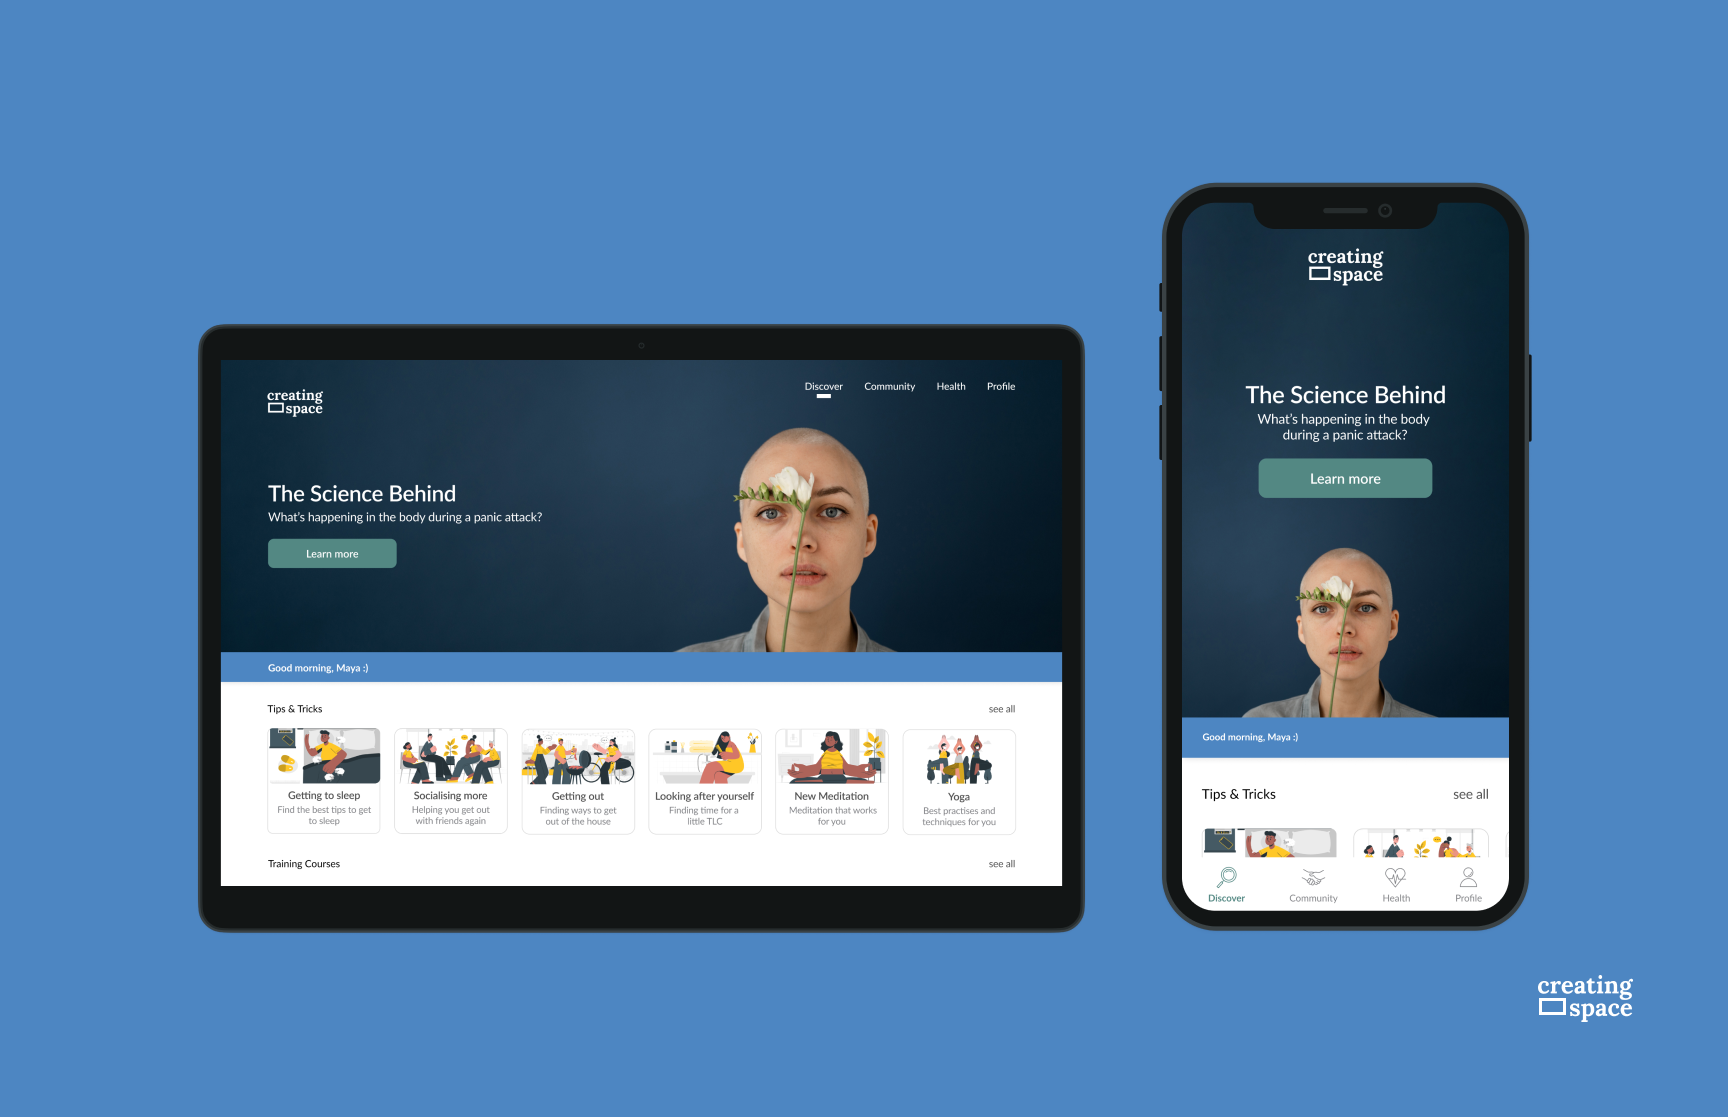 creating
space
Discover
Community
Health
Profile
The Science Behind
What's happening in the body during a panic attack?
Learn more
Good morning, Maya :)
Tips & Tricks
see all
Getting to sleep
Find the best tips to get
to sleep
Socialising more
Helping you get out
with friends again
Getting out
Finding ways to get
out of the house
Looking after yourself
Finding time for a
little TLC
New Meditation
Meditation that works
for you
Yoga
Best practises and
techniques for you
Training Courses
see all
creating
space
The Science Behind
What's happening in the body
during a panic attack?
Learn more
Good morning, Maya :)
Tips & Tricks
see all
Discover
Community
Health
Profile
creating
space